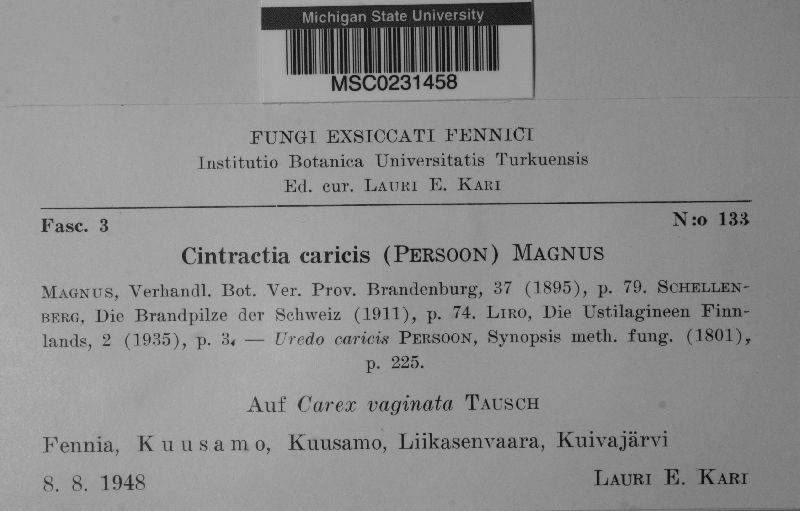 Michigan State University
MSC0231458
FUNGI EXSICCATI FENNICI
Institutio Botanica Universitatis Turkuensis
Ed. cur. LAURI E. KARI
Fasc. 3 N:o 133
Cintractia caricis (PERSOON) MAGNUS
MAGNUS, Verhandl. Bot. Ver. Prov. Brandenburg, 37 (1895), p. 79. SCHELLEN-
BERG, Die Brandpilze der Schweiz (1911), p. 74. LIRO, Die Ustilagineen Finn-
lands, 2 (1935), p. 3. — Uredo caricis PERSOON, Synopsis meth. fung. (1801),
p. 225.
Auf Carex vaginata TAUSCH
Fennia, Kuusamo, Kuusamo, Liikasenvaara, Kuivajärvi
8. 8. 1948 LAURI E. KARI